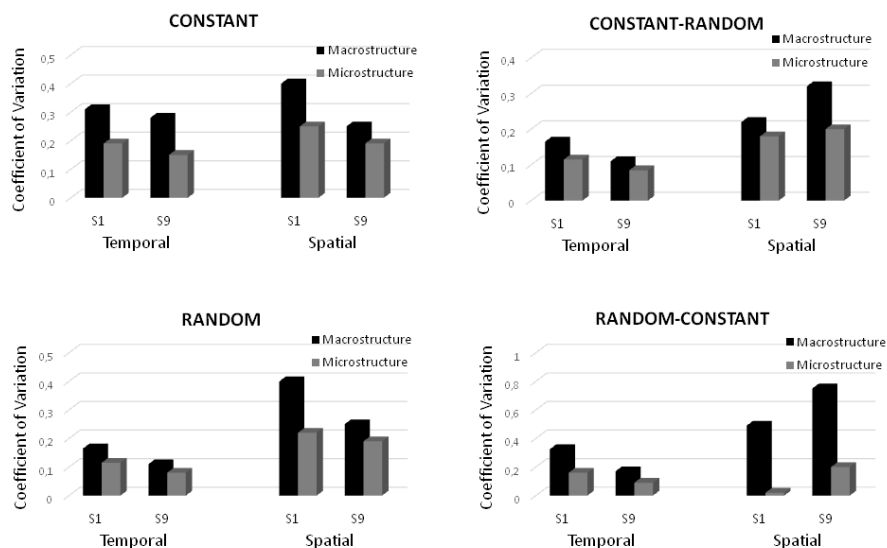 CONSTANT
Coefficient of Variation
0,5
0,4
0,3
0,2
0,1
0
Macrostructure
Microstructure
S1
S9
S1
S9
Temporal
Spatial
CONSTANT-RANDOM
Coefficient of Variation
0,4
0,3
0,2
0,1
0
Macrostructure
Microstructure
S1
S9
S1
S9
Temporal
Spatial
RANDOM
Coefficient of Variation
0,5
0,4
0,3
0,2
0,1
0
Macrostructure
Microstructure
S1
S9
S1
S9
Temporal
Spatial
RANDOM-CONSTANT
Coefficient of Variation
1
0,8
0,6
0,4
0,2
0
Macrostructure
Microstructure
S1
S9
S1
S9
Temporal
Spatial